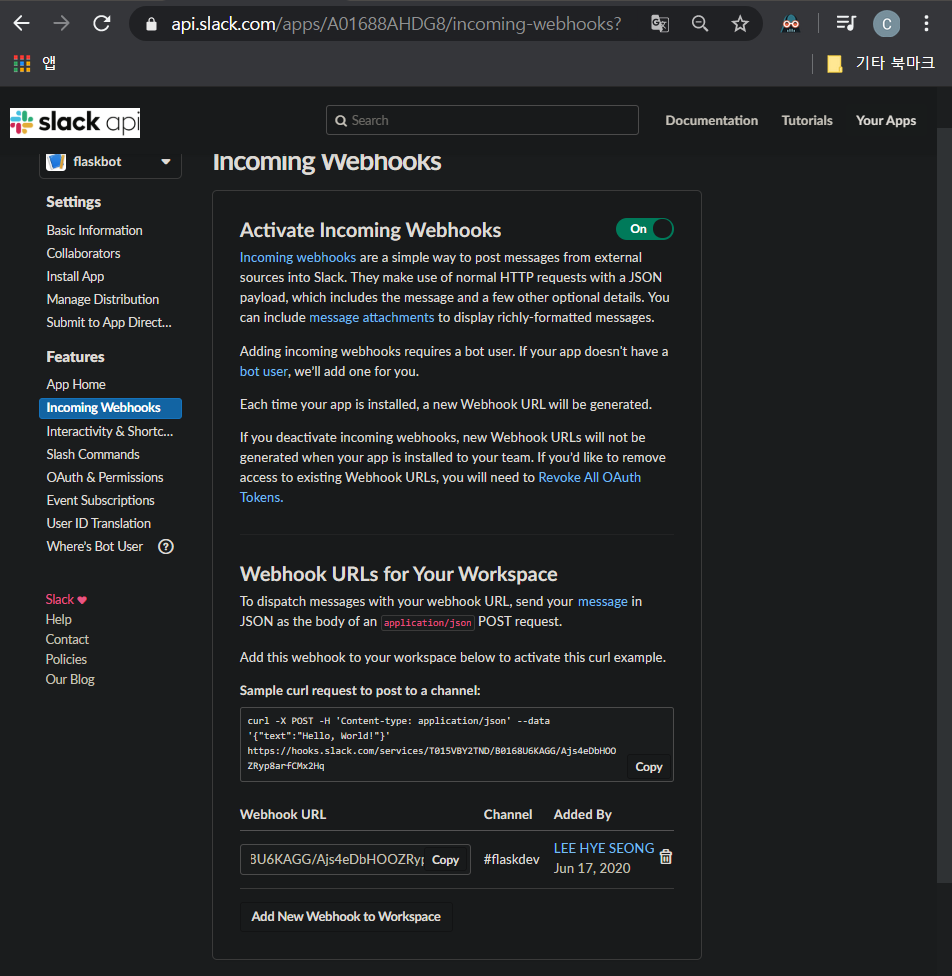 api.slack.com/apps/A01688AHDG8/incoming-webhooks?
C
앱
기타 북마크
slack api
Search
Documentation
Tutorials
Your Apps
flaskbot
Settings
Basic Information
Collaborators
Install App
Manage Distribution
Submit to App Direct...
Features
App Home
Incoming Webhooks
Interactivity & Shortc...
Slash Commands
OAuth & Permissions
Event Subscriptions
User ID Translation
Where's Bot User ?
Slack ♥
Help
Contact
Policies
Our Blog
Incoming Webhooks
Activate Incoming Webhooks
On
Incoming webhooks are a simple way to post messages from external
sources into Slack. They make use of normal HTTP requests with a JSON
payload, which includes the message and a few other optional details. You
can include message attachments to display richly-formatted messages.
Adding incoming webhooks requires a bot user. If your app doesn't have a
bot user, we'll add one for you.
Each time your app is installed, a new Webhook URL will be generated.
If you deactivate incoming webhooks, new Webhook URLs will not be
generated when your app is installed to your team. If you'd like to remove
access to existing Webhook URLs, you will need to Revoke All OAuth
Tokens.
Webhook URLs for Your Workspace
To dispatch messages with your webhook URL, send your message in
JSON as the body of an application/json POST request.
Add this webhook to your workspace below to activate this curl example.
Sample curl request to post to a channel:
curl -X POST -H 'Content-type: application/json' --data
'{"text":"Hello, World!"}'
https://hooks.slack.com/services/T015VBY2TND/B0168U6KAGG/Ajs4eDbHOO
ZRyp8arfCMx2Hq
Copy
Webhook URL
Channel
Added By
8U6KAGG/Ajs4eDbHOOZRyp
Copy
#flaskdev
LEE HYE SEONG
Jun 17, 2020
Add New Webhook to Workspace